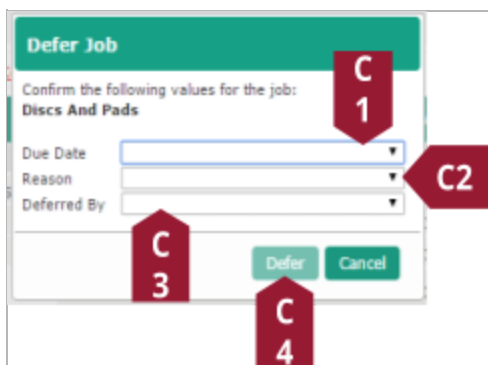 Defer Job
C
1
Confirm the following values for the job:
Discs And Pads
Due Date
Reason
C2
Deferred By
C
3
Defer Cancel
C
4